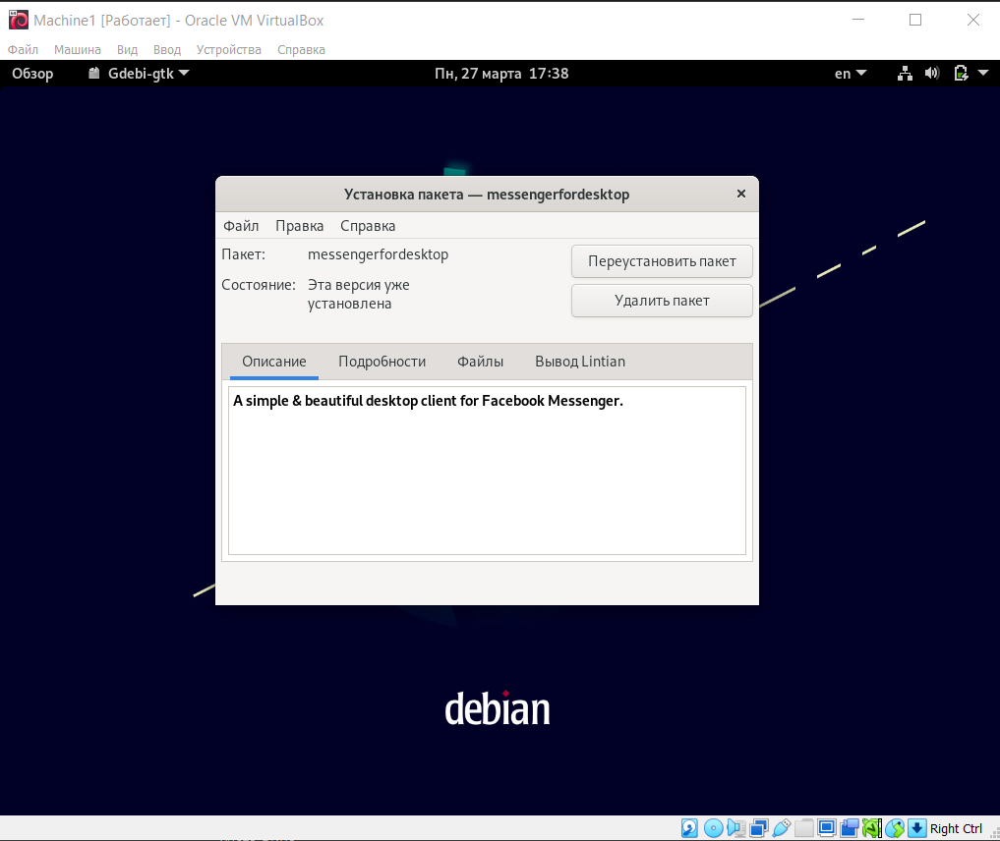 Machine1 [Работает] - Oracle VM VirtualBox
Файл Машина Вид Ввод Устройства Справка
Обзор Gdebi-gtk Пн, 27 марта 17:38 en
Установка пакета — messengerfordesktop
Файл Правка Справка
Пакет: messengerfordesktop
Переустановить пакет
Состояние: Эта версия уже
установлена
Удалить пакет
Описание Подробности Файлы Вывод Lintian
A simple & beautiful desktop client for Facebook Messenger.
debian
Right Ctrl